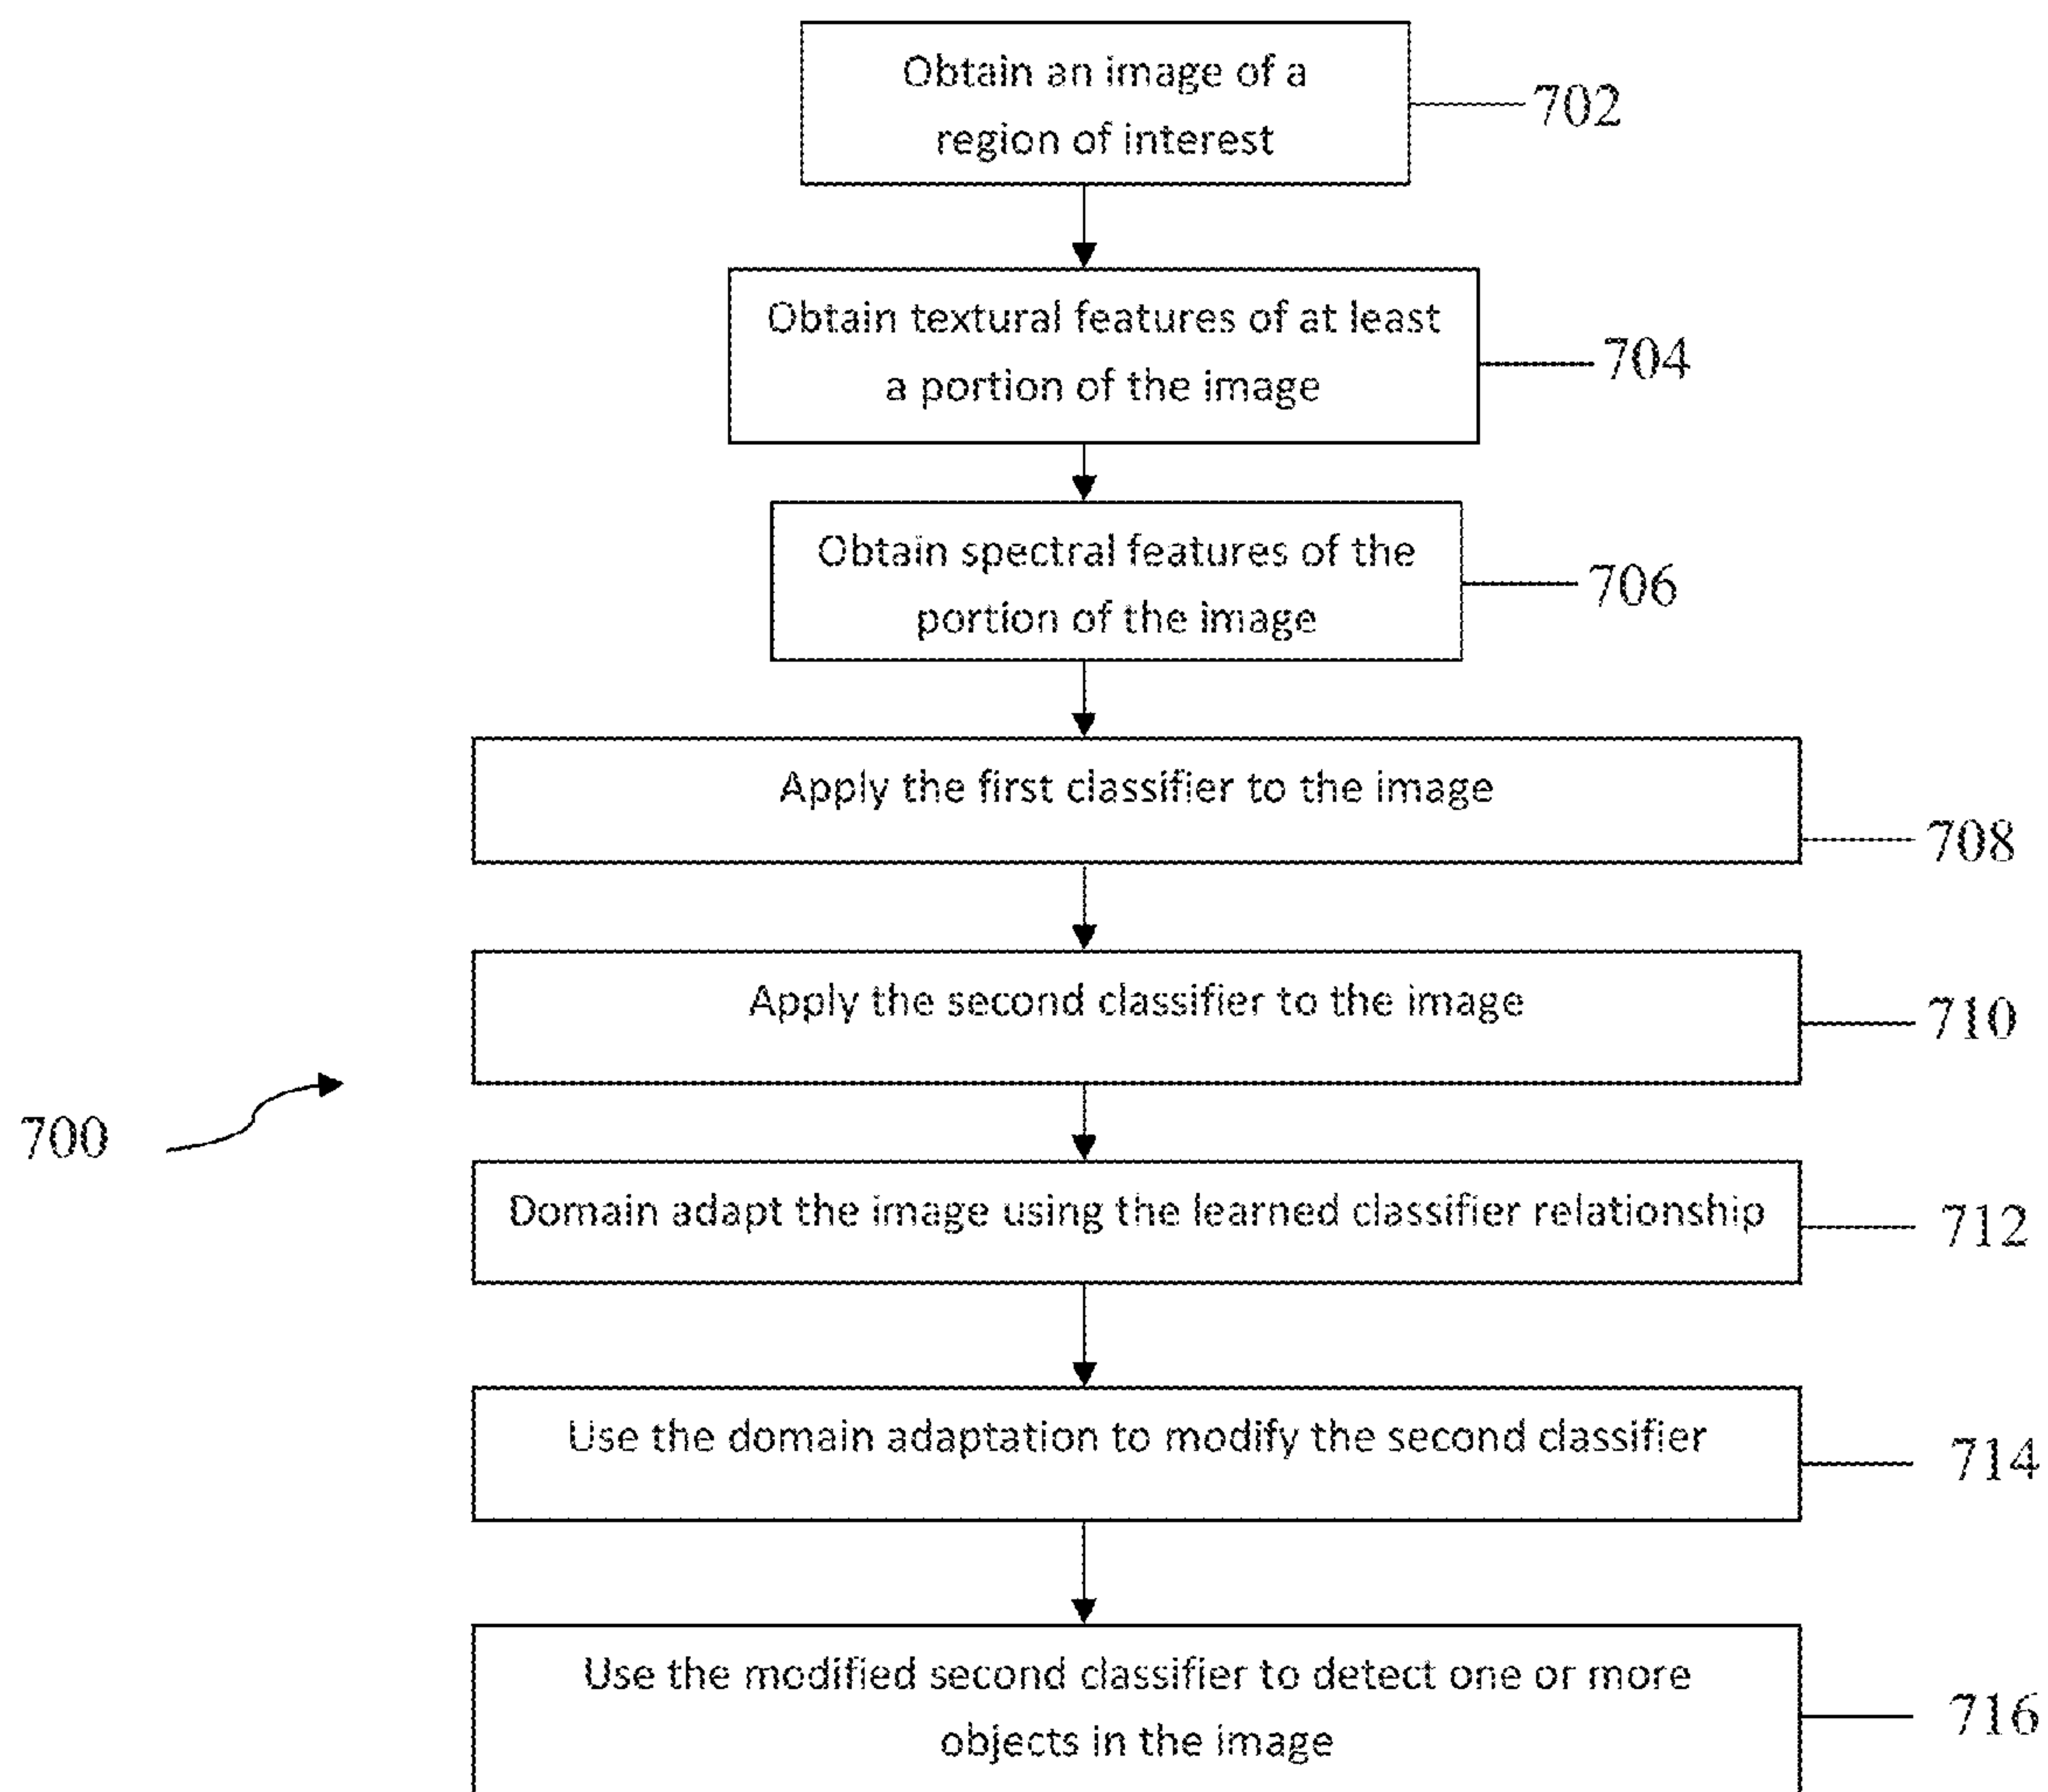 Obtain an image of a
region of interest
702
Obtain textural features of at least
a portion of the image
704
Obtain spectral features of the
portion of the image
706
Apply the first classifier to the image
708
Apply the second classifier to the image
710
700
Domain adapt the image using the learned classifier relationship
712
Use the domain adaptation to modify the second classifier
714
Use the modified second classifier to detect one or more
objects in the image
716